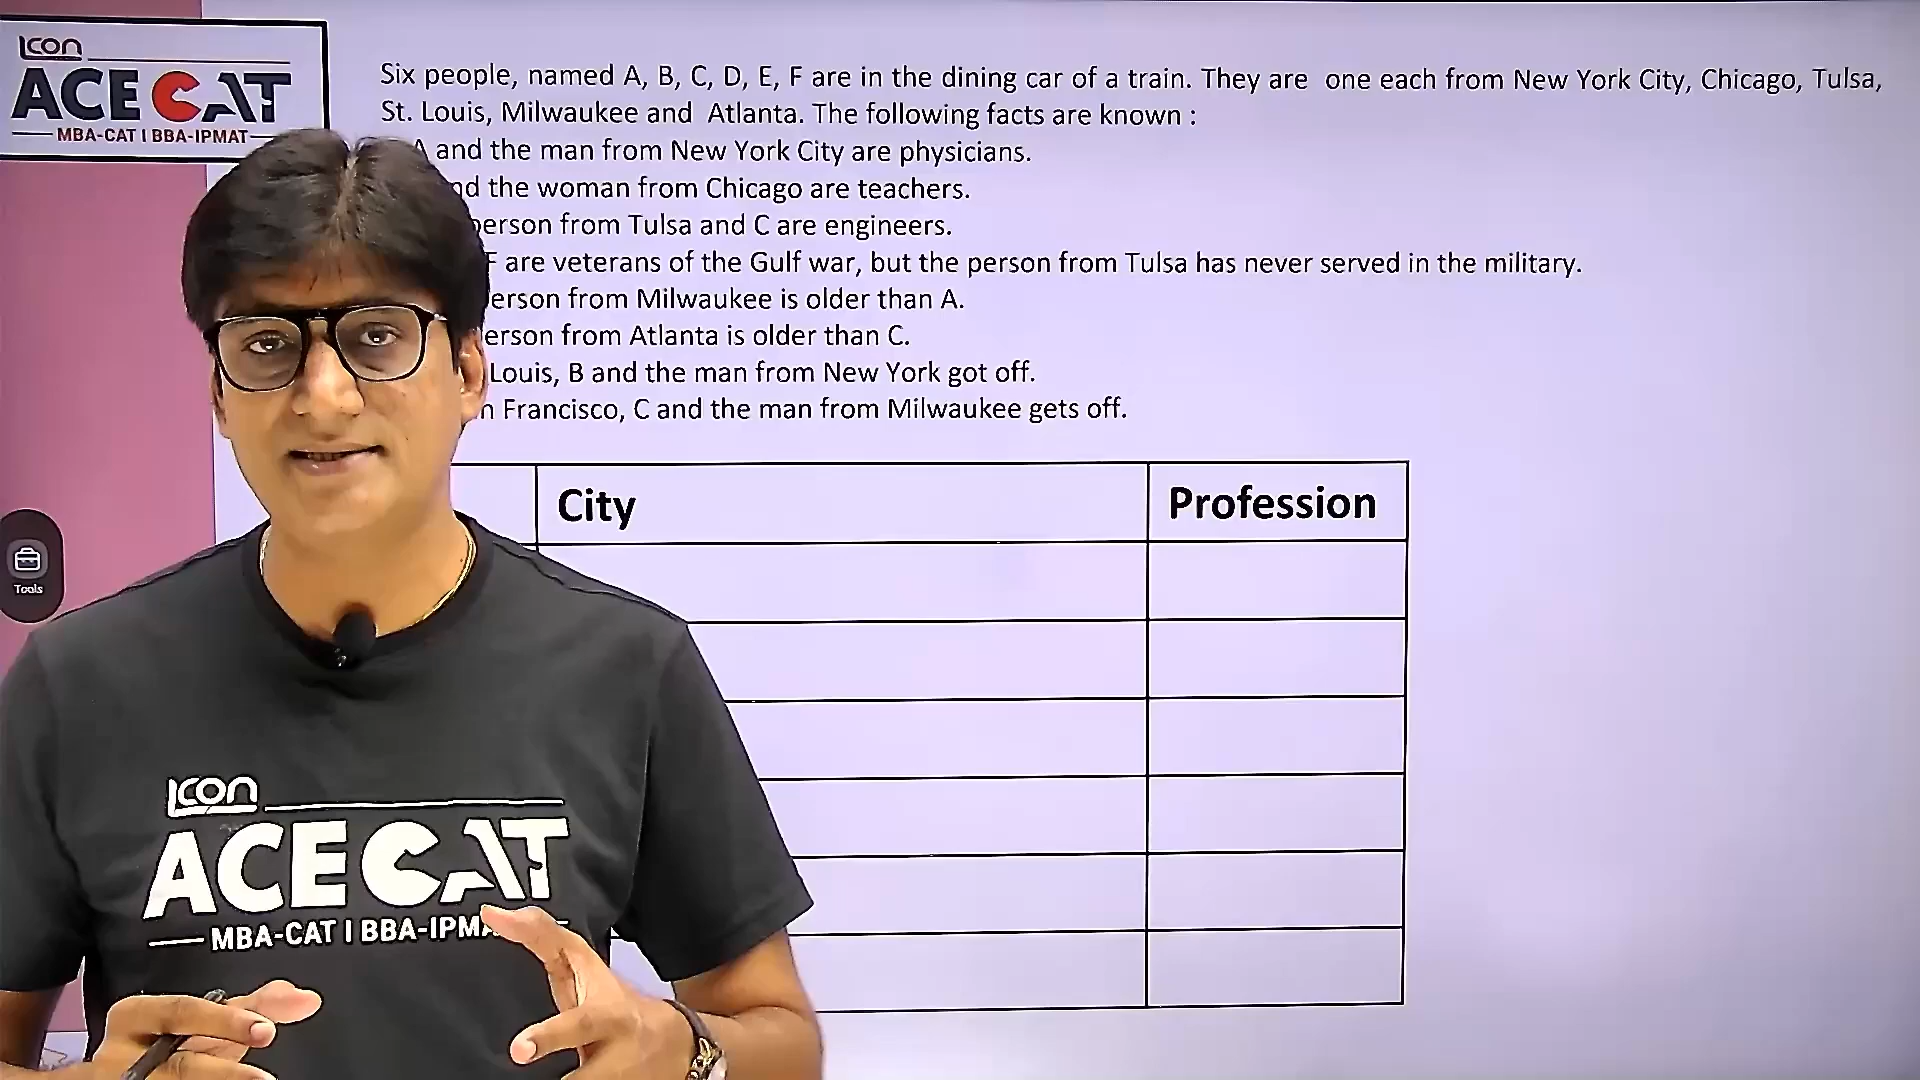 Icon
ACE CAT
MBA-CAT I BBA-IPMAT
Six people, named A, B, C, D, E, F are in the dining car of a train. They are one each from New York City, Chicago, Tulsa,
St. Louis, Milwaukee and Atlanta. The following facts are known :
A and the man from New York City are physicians.
the woman from Chicago are teachers.
from Tulsa and C are engineers.
F are veterans of the Gulf war, but the person from Tulsa has never served in the military.
from Milwaukee is older than A.
from Atlanta is older than C.
Louis, B and the man from New York got off.
Francisco, C and the man from Milwaukee gets off.
City
Profession
Tools
Icon
ACE CAT
MBA-CAT I BBA-IPMA